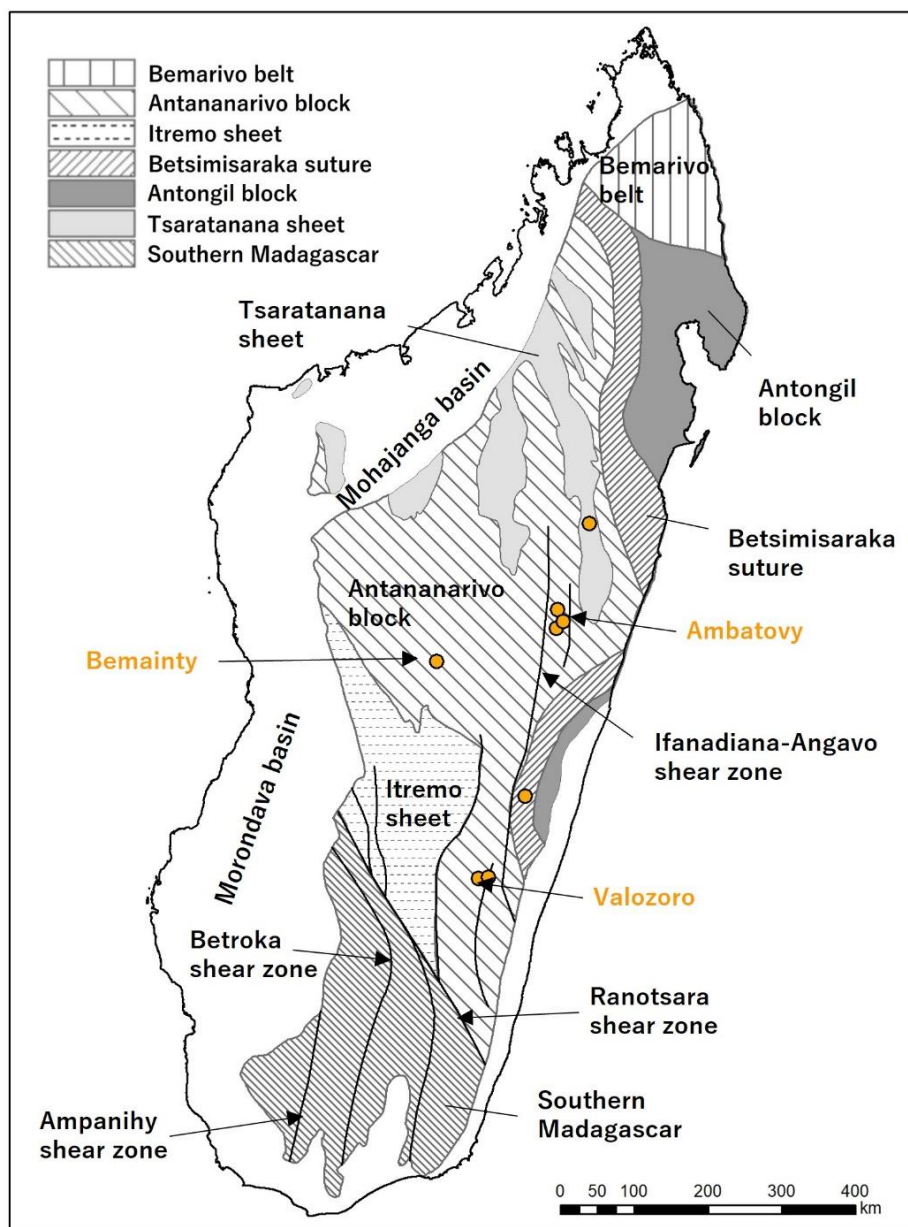 Bemarivo belt
Antananarivo block
Itremo sheet
Betsimisaraka suture
Antongil block
Tsaratanana sheet
Southern Madagascar
Bemarivo
belt
Tsaratanana
sheet
Mohajanga basin
Antongil
block
Betsimisaraka
suture
Antananarivo
block
Ambatovy
Bemainty
Ifanadiana-Angavo
shear zone
Morondava basin
Itremo
sheet
Valozoro
Betroka
shear zone
Ranotsara
shear zone
Ampanihy
shear zone
Southern
Madagascar
0 50 100 200 300 400
km